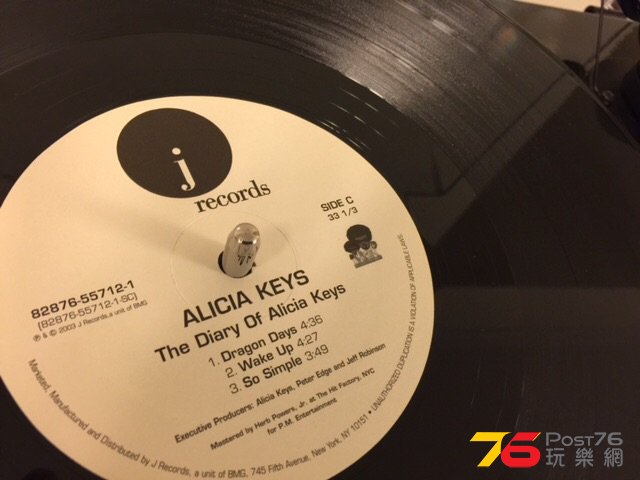 j
records
SIDE C
33 1/3
82876-55712-1
(82876-55712-1-SC)
℗ & © 2003 J Records, a unit of BMG
ALICIA KEYS
The Diary Of Alicia Keys
1. Dragon Days 4:36
2. Wake Up 4:27
3. So Simple 3:49
Executive Producers: Alicia Keys, Peter Edge and Jeff Robinson
Mastered by Herb Powers, Jr. at The Hit Factory, NYC
for P.M. Entertainment
Marketed, Manufactured and Distributed by J Records, a unit of BMG, 745 Fifth Avenue, New York, NY 10151 • UNAUTHORIZED DUPLICATION IS A VIOLATION OF APPLICABLE LAWS.
76 Post76
玩樂網